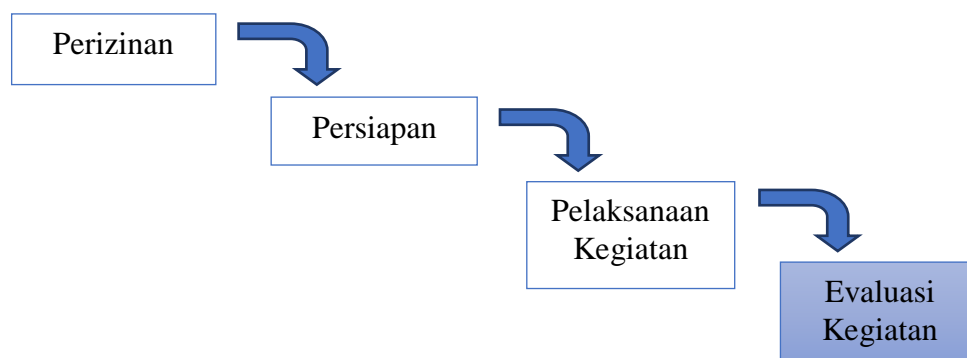 Perizinan
Persiapan
Pelaksanaan
Kegiatan
Evaluasi
Kegiatan